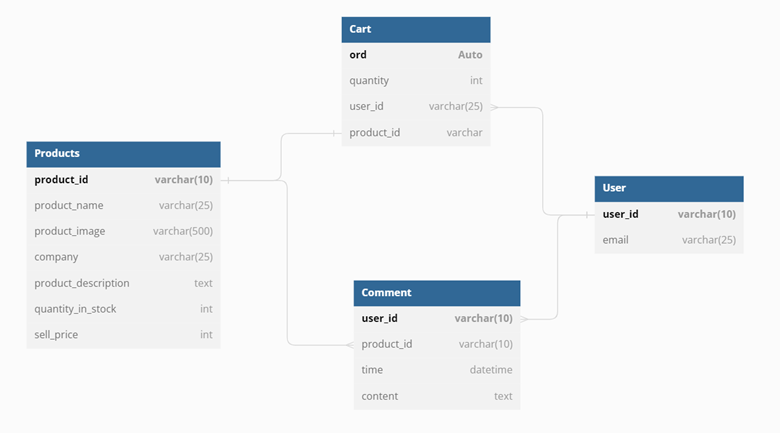 Cart
ord Auto
quantity int
user_id varchar(25)
product_id varchar
Products
product_id varchar(10)
product_name varchar(25)
product_image varchar(500)
company varchar(25)
product_description text
quantity_in_stock int
sell_price int
User
user_id varchar(10)
email varchar(25)
Comment
user_id varchar(10)
product_id varchar(10)
time datetime
content text